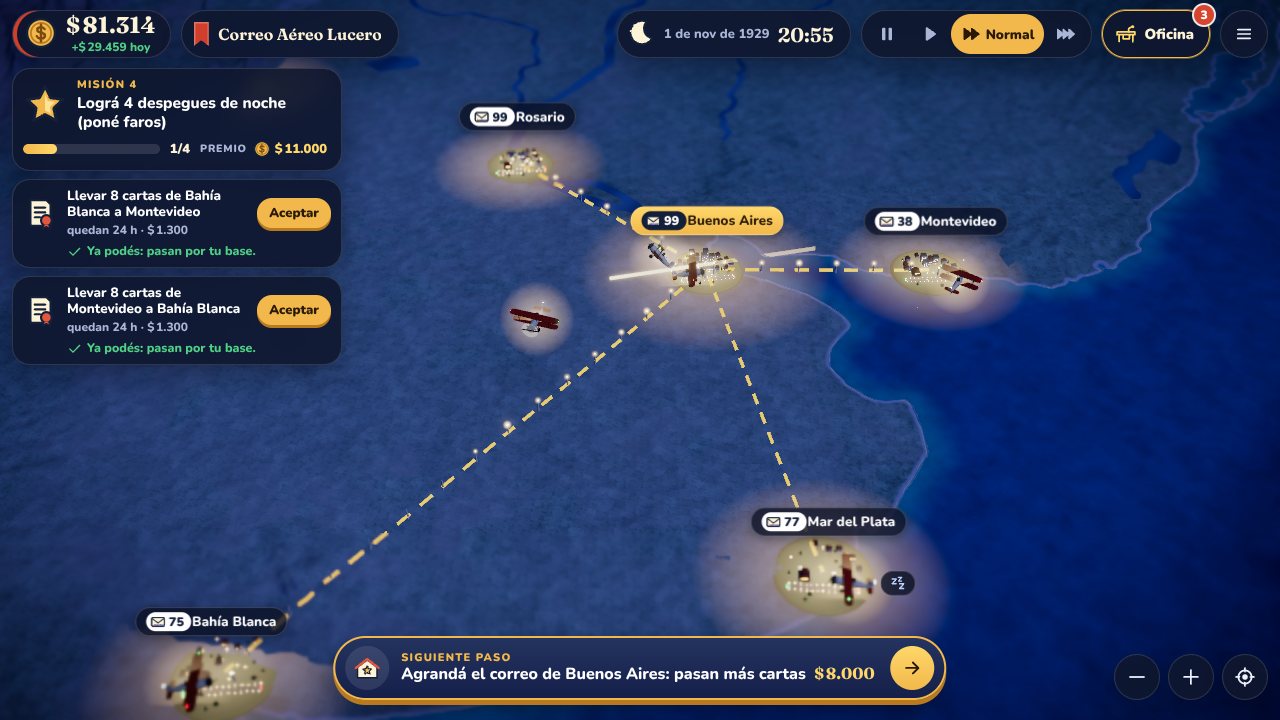 $81.314
+$29.459 hoy
Correo Aéreo Lucero
1 de nov de 1929 20:55
Normal
Oficina
3
MISIÓN 4
Lográ 4 despegues de noche
(poné faros)
1/4 PREMIO $11.000
Llevar 8 cartas de Bahía
Blanca a Montevideo
quedan 24 h · $1.300
Ya podés: pasan por tu base.
Aceptar
Llevar 8 cartas de
Montevideo a Bahía Blanca
quedan 24 h · $1.300
Ya podés: pasan por tu base.
Aceptar
99 Rosario
99 Buenos Aires
38 Montevideo
77 Mar del Plata
zzz
75 Bahía Blanca
SIGUIENTE PASO
Agrandá el correo de Buenos Aires: pasan más cartas $8.000